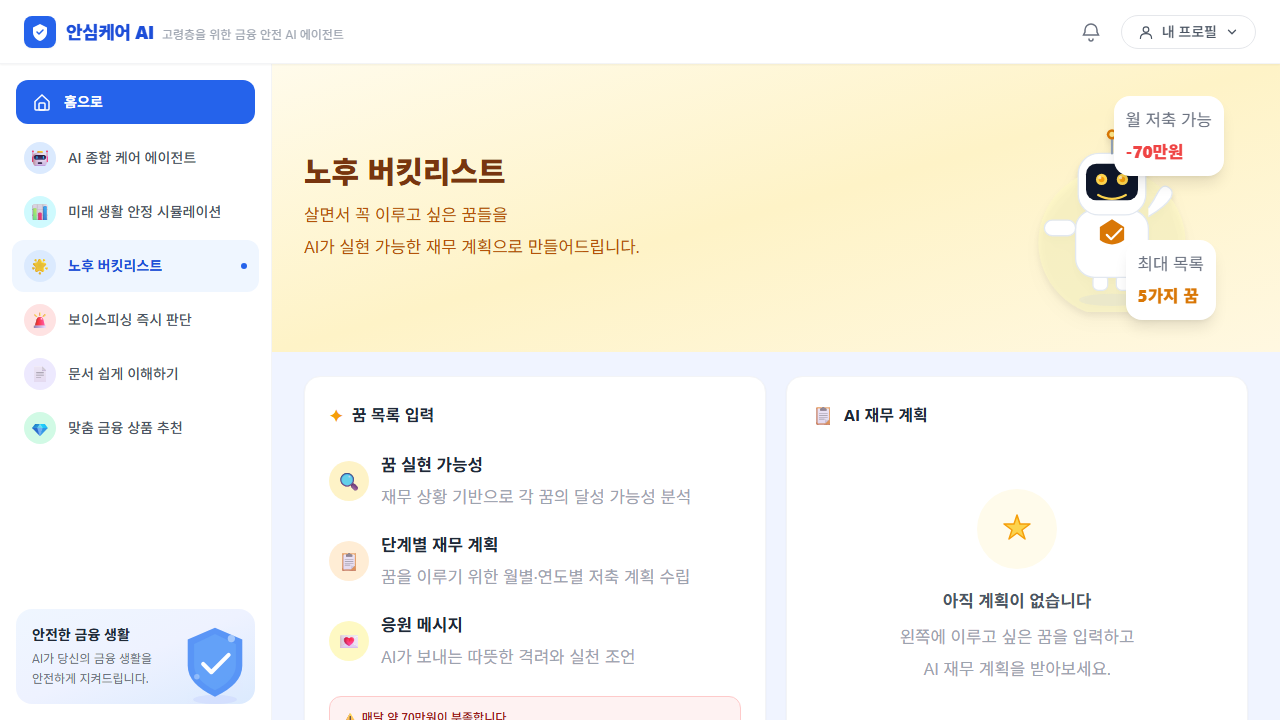 안심케어 AI 고령층을 위한 금융 안전 AI 에이전트
내 프로필
홈으로
AI 종합 케어 에이전트
미래 생활 안정 시뮬레이션
노후 버킷리스트
보이스피싱 즉시 판단
문서 쉽게 이해하기
맞춤 금융 상품 추천
안전한 금융 생활
AI가 당신의 금융 생활을
안전하게 지켜드립니다.
노후 버킷리스트
살면서 꼭 이루고 싶은 꿈들을
AI가 실현 가능한 재무 계획으로 만들어드립니다.
월 저축 가능
-70만원
최대 목록
5가지 꿈
꿈 목록 입력
꿈 실현 가능성
재무 상황 기반으로 각 꿈의 달성 가능성 분석
단계별 재무 계획
꿈을 이루기 위한 월별·연도별 저축 계획 수립
응원 메시지
AI가 보내는 따뜻한 격려와 실천 조언
매달 약 70만원이 부족합니다
AI 재무 계획
아직 계획이 없습니다
왼쪽에 이루고 싶은 꿈을 입력하고
AI 재무 계획을 받아보세요.